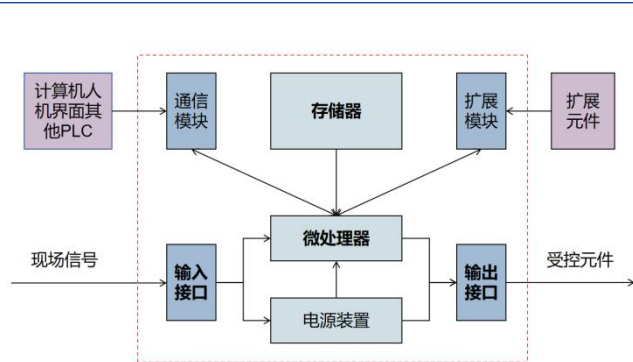 计算机人
机界面其
他PLC
通信
模块
存储器
扩展
模块
扩展
元件
现场信号
输入
接口
微处理器
电源装置
输出
接口
受控元件